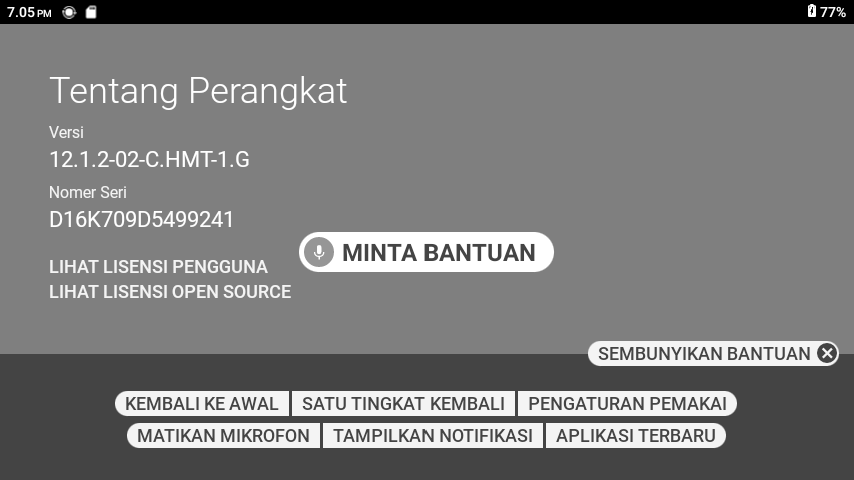 7.05 PM
77%
Tentang Perangkat
Versi
12.1.2-02-C.HMT-1.G
Nomer Seri
D16K709D5499241
MINTA BANTUAN
LIHAT LISENSI PENGGUNA
LIHAT LISENSI OPEN SOURCE
SEMBUNYIKAN BANTUAN
KEMBALI KE AWAL SATU TINGKAT KEMBALI PENGATURAN PEMAKAI
MATIKAN MIKROFON TAMPILKAN NOTIFIKASI APLIKASI TERBARU